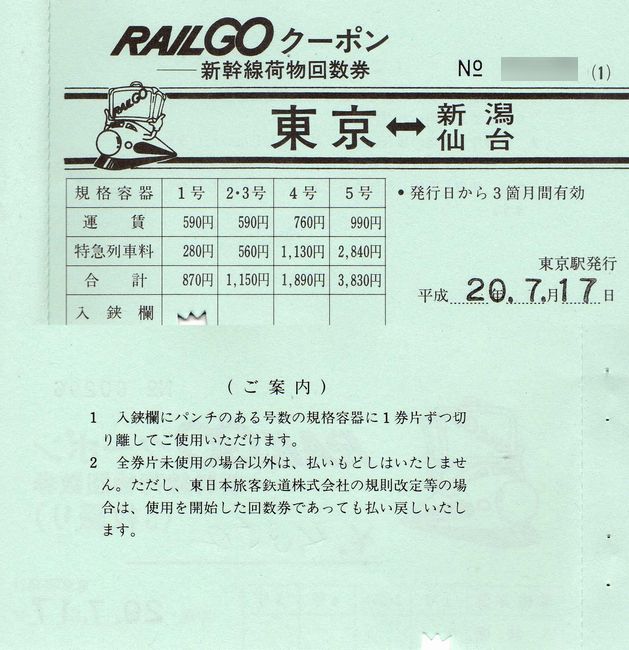 RAILGO クーポン
新幹線荷物回数券
Nº (1)
RAILGO
東京↔新潟
仙台
規格容器 1号 2・3号 4号 5号
運賃 590円 590円 760円 990円
特急列車料 280円 560円 1,130円 2,840円
合計 870円 1,150円 1,890円 3,830円
入鋏欄
•発行日から3箇月間有効
東京駅発行
平成20年7月17日
(ご案内)
1 入鋏欄にパンチのある号数の規格容器に1券片ずつ切
り離してご使用いただけます。
2 全券片未使用の場合以外は、払いもどしはいたしませ
ん。ただし、東日本旅客鉄道株式会社の規則改定等の場
合は、使用を開始した回数券であっても払い戻しいたし
ます。